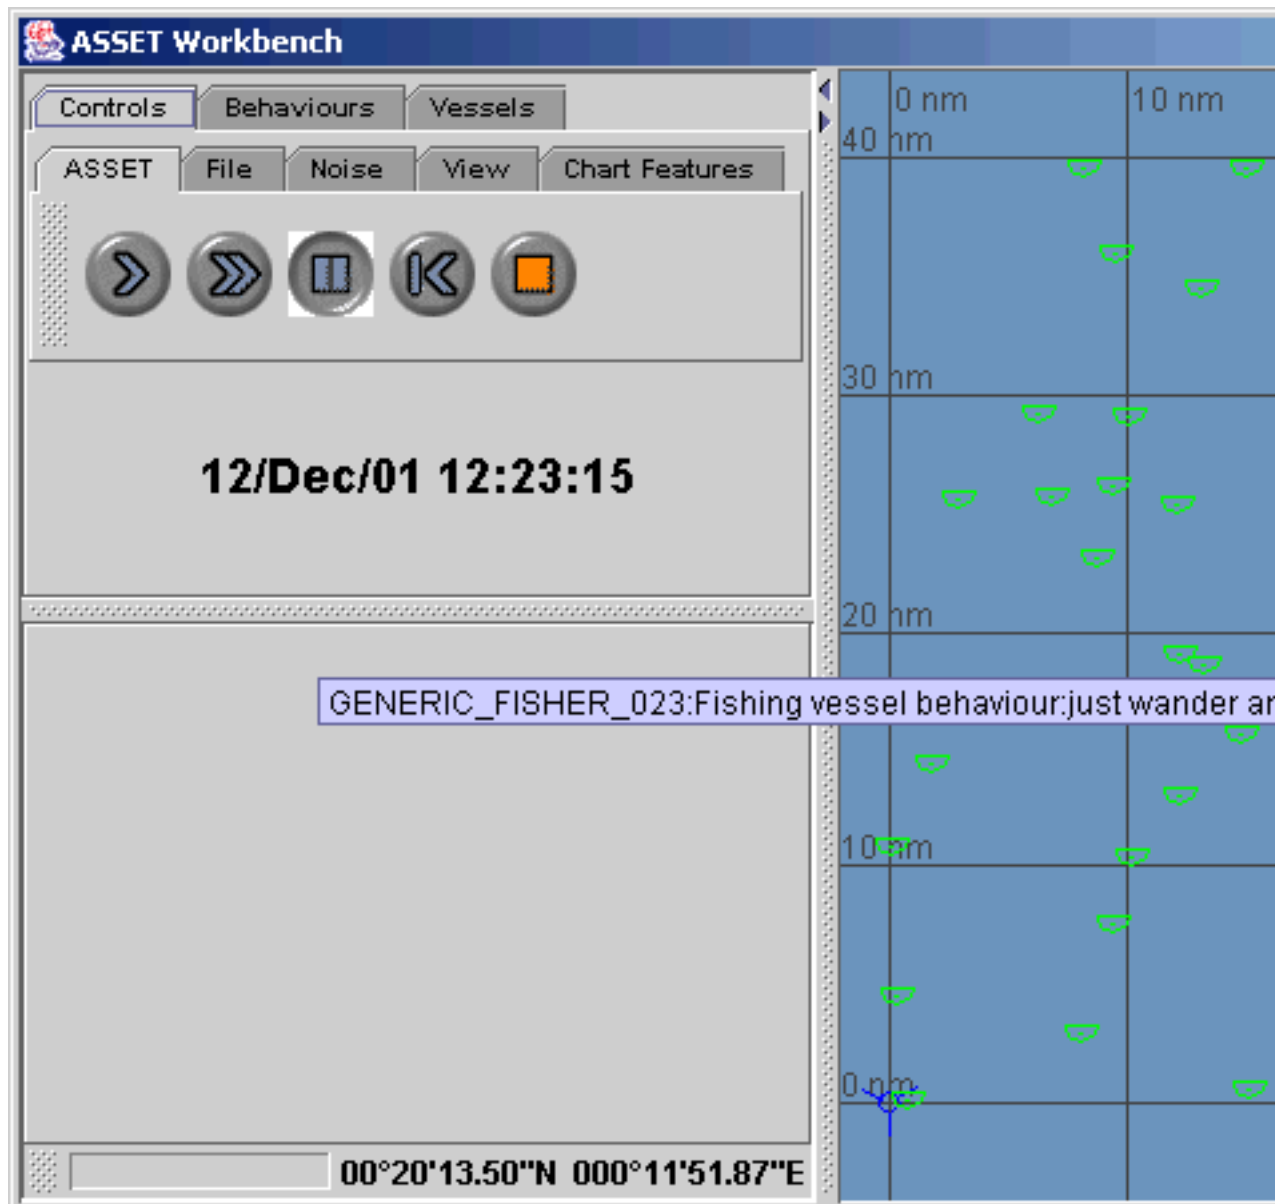 ASSET Workbench
Controls Behaviours Vessels
ASSET File Noise View Chart Features
12/Dec/01 12:23:15
00°20'13.50"N 000°11'51.87"E
0 nm 10 nm
40 nm
30 nm
20 nm
GENERIC_FISHER_023:Fishing vessel behaviour:just wander ar
10 nm
0 nm